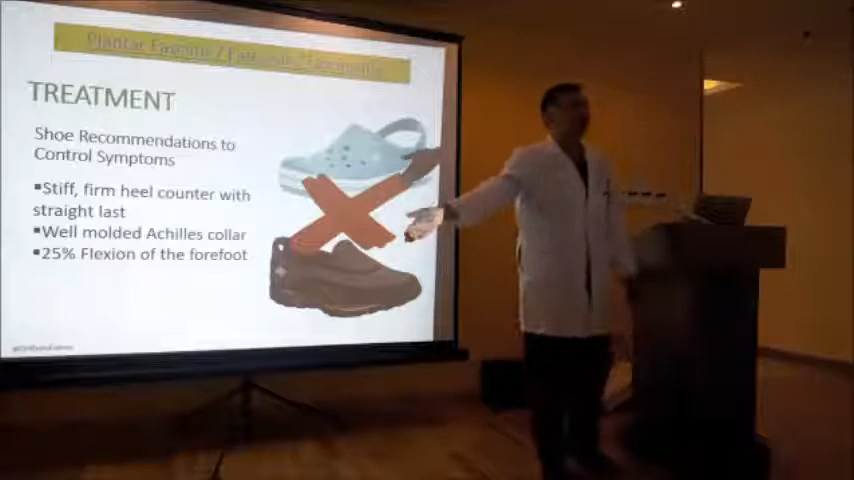 Plantar Fasciitis / Fasciosis /
TREATMENT
Shoe Recommendations to
Control Symptoms
▪Stiff, firm heel counter with
straight last
▪Well molded Achilles collar
▪25% Flexion of the forefoot